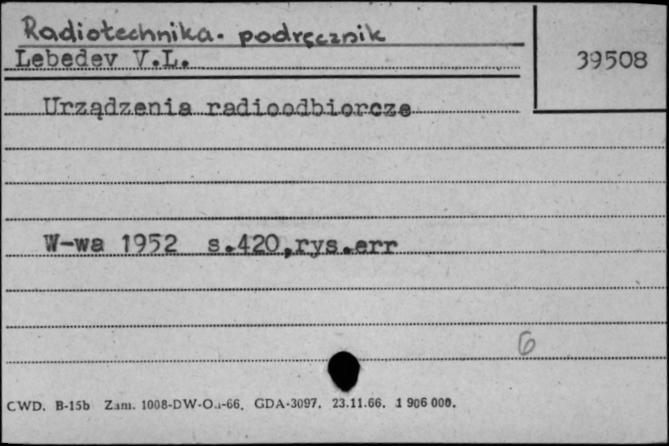 Radiotechnika. podręcznik
39508
Lebedev V.L.
Urządzenia radioodbiorcze
W-wa 1952 s.420,rys.err
6
CWD. B-15b Zam. 1008-DW-O.-66. GDA-3097. 23.11.66. 1 906 000.